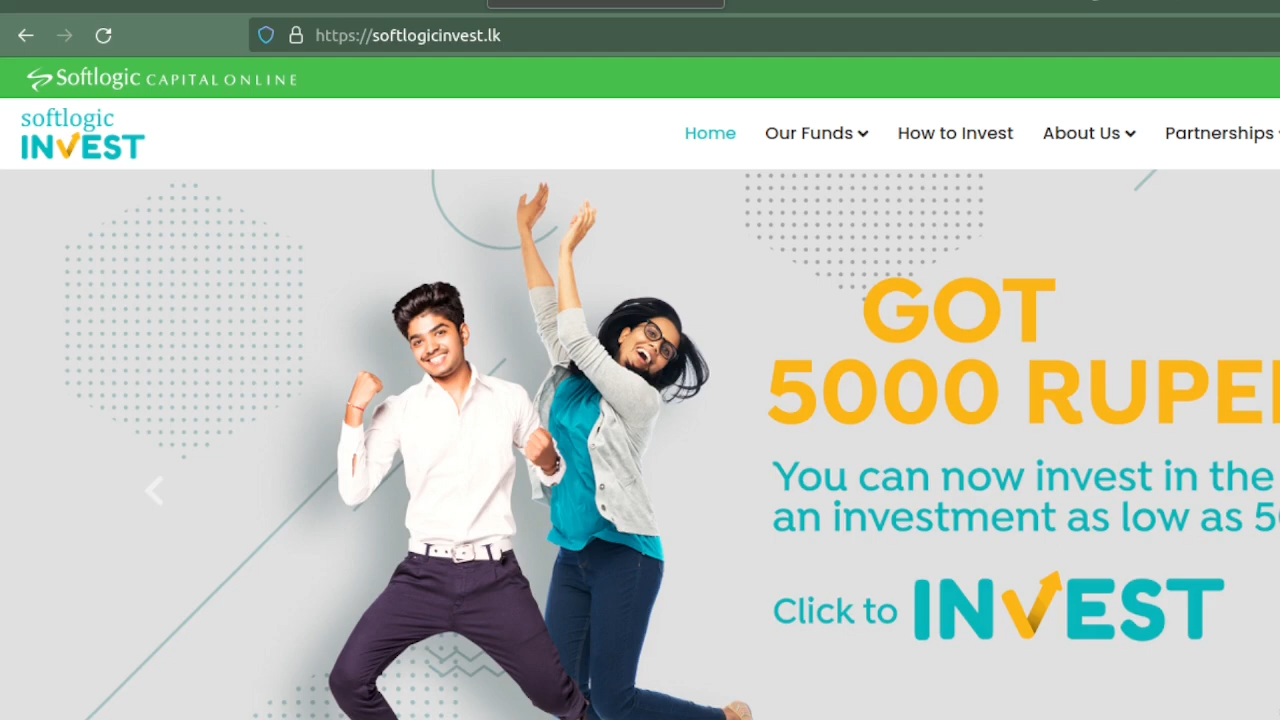 https://softlogicinvest.lk
Softlogic CAPITAL ONLINE
softlogic
INVEST
Home Our Funds How to Invest About Us Partnerships
GOT
5000
You can now invest in the
an investment as low as
Click to INVEST